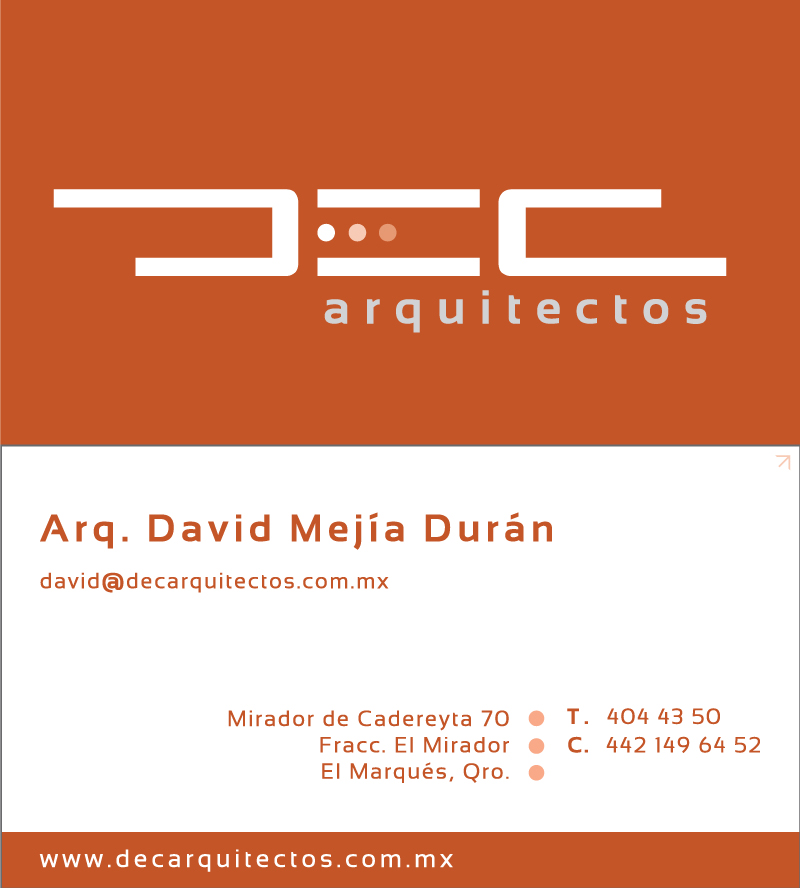 DEC
arquitectos
Arq. David Mejía Durán
david@decarquitectos.com.mx
Mirador de Cadereyta 70 T. 404 43 50
Fracc. El Mirador C. 442 149 64 52
El Marqués, Qro.
www.decarquitectos.com.mx